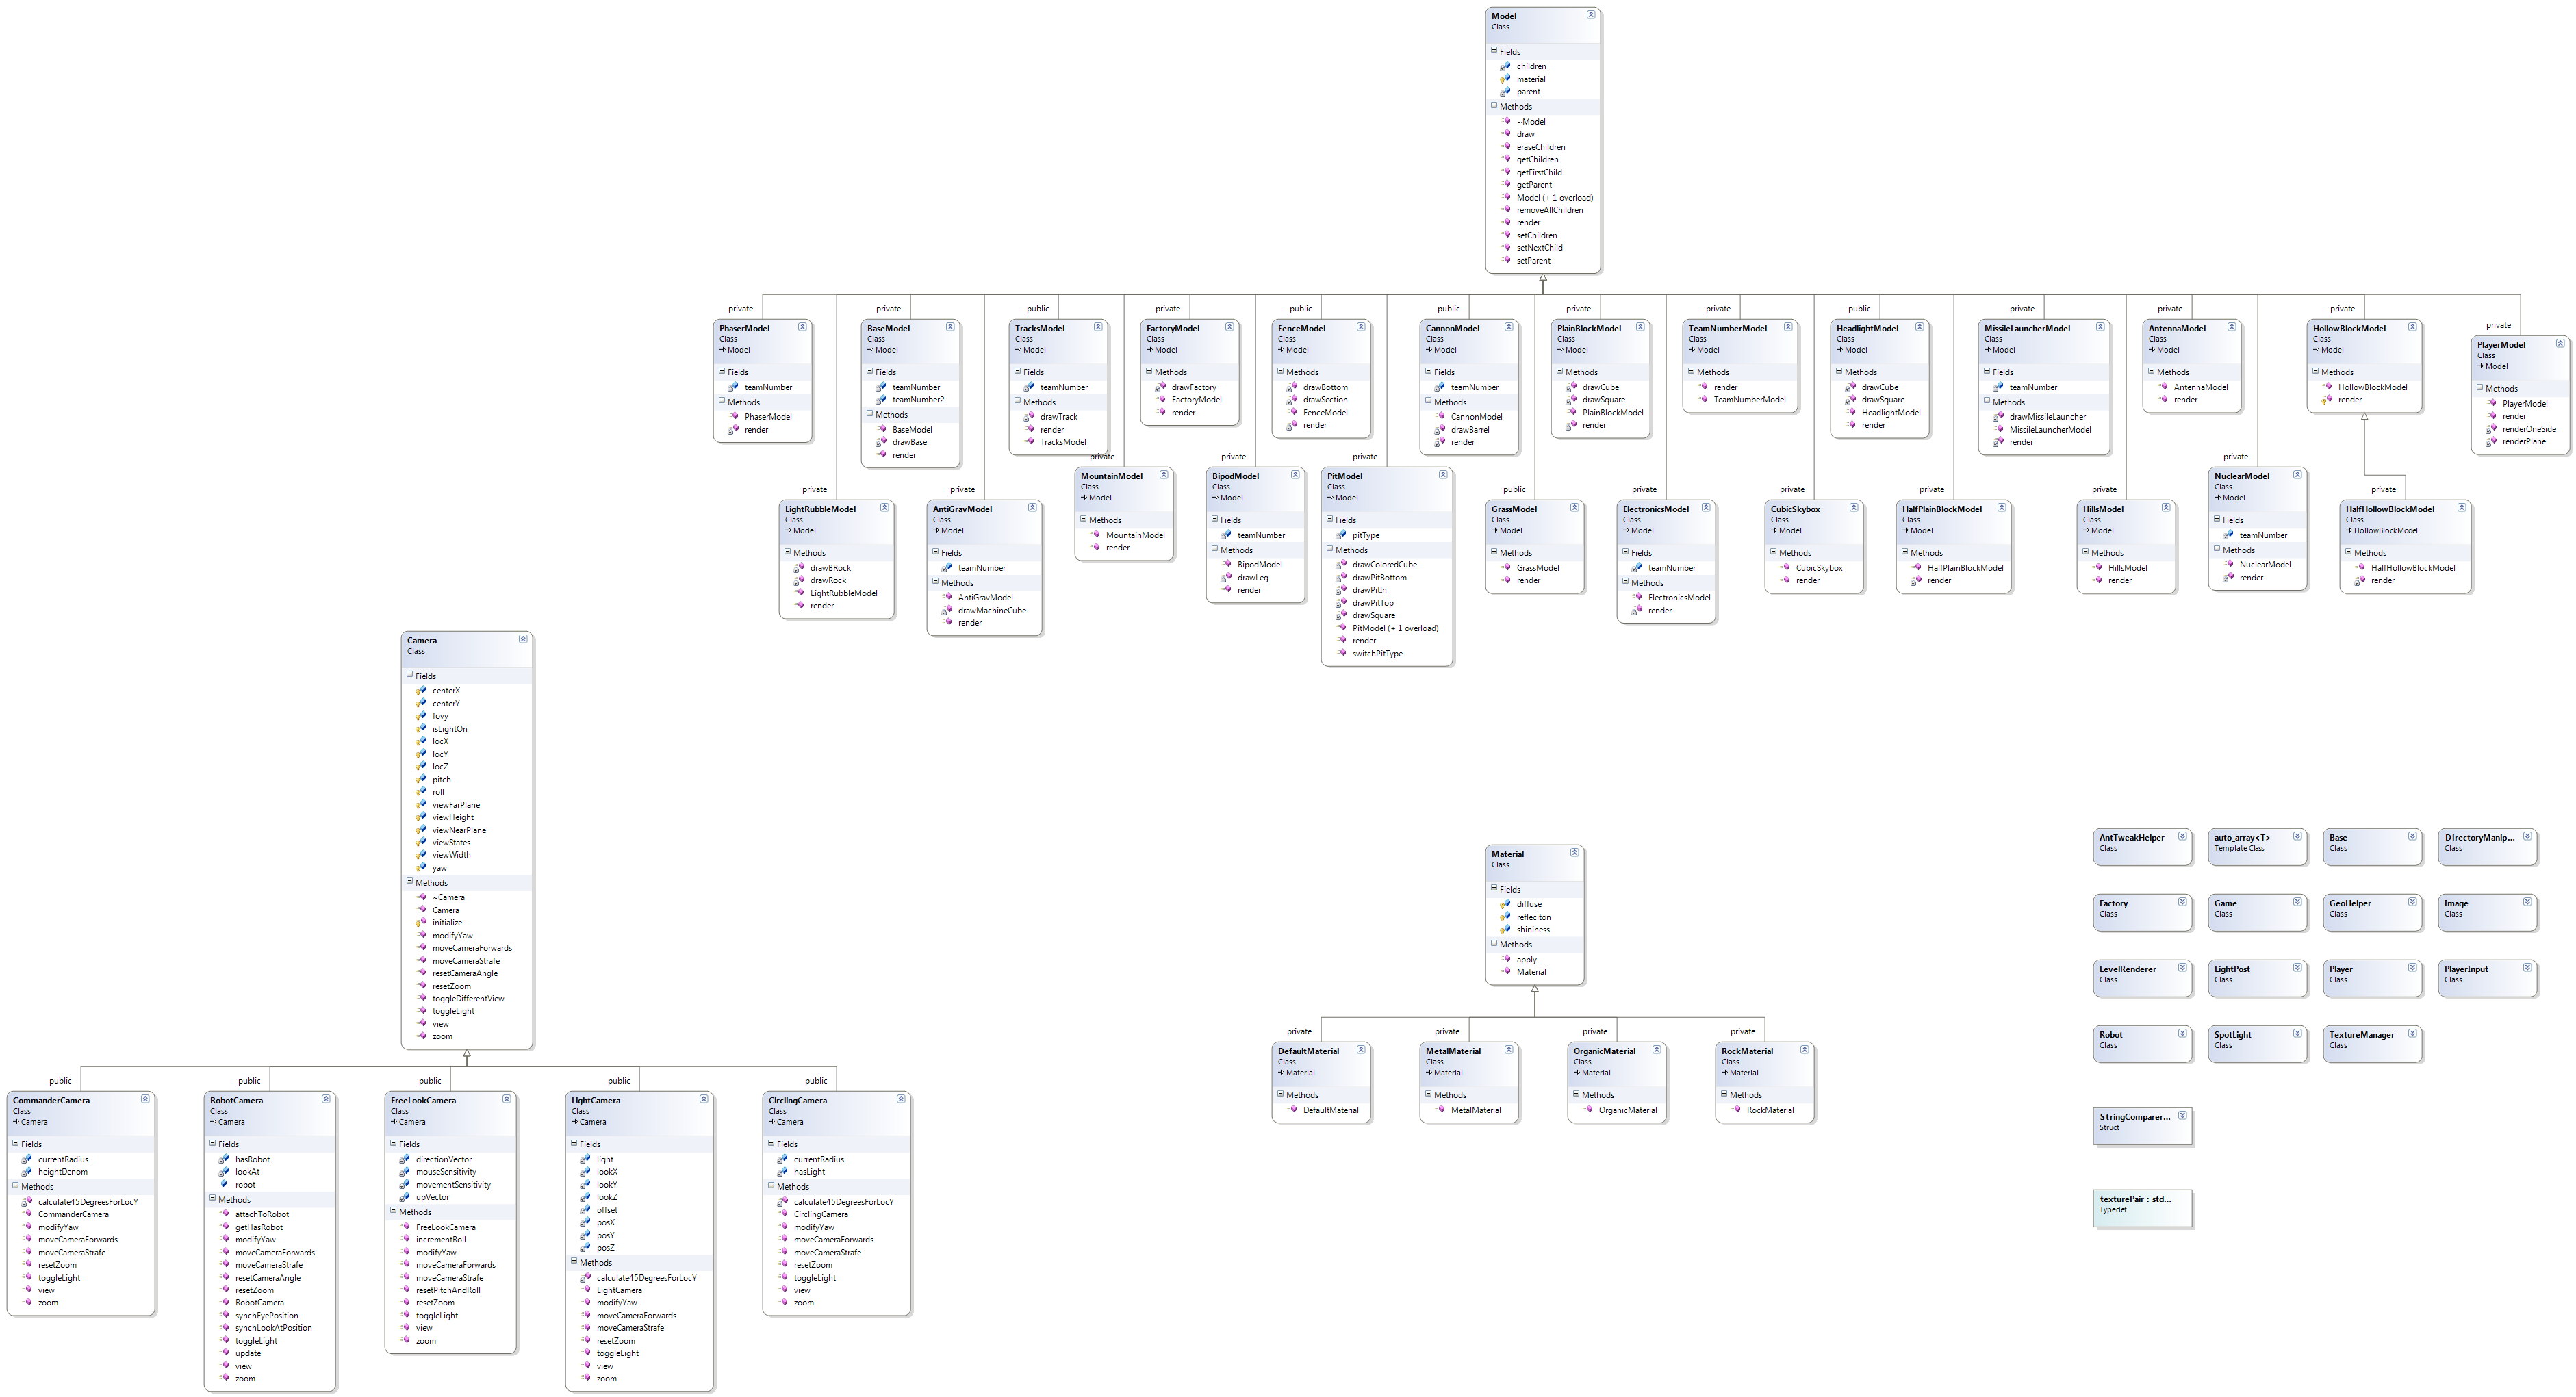 Model
Class
Fields
children
material
parent
Methods
~Model
draw
eraseChildren
getChildren
getFirstChild
getParent
Model (+ 1 overload)
removeAllChildren
render
setChildren
setNextChild
setParent
private
PhaserModel
Class
Model
Fields
teamNumber
Methods
PhaserModel
render
private
BaseModel
Class
Model
Fields
teamNumber
teamNumber2
Methods
BaseModel
drawBase
render
public
TracksModel
Class
Model
Fields
teamNumber
Methods
drawTrack
render
TracksModel
private
FactoryModel
Class
Model
Methods
drawFactory
FactoryModel
render
public
FenceModel
Class
Model
Methods
drawBottom
drawSection
FenceModel
render
public
CannonModel
Class
Model
Fields
teamNumber
Methods
CannonModel
drawBarrel
render
private
PlainBlockModel
Class
Model
Methods
drawCube
drawSquare
PlainBlockModel
render
private
TeamNumberModel
Class
Model
Methods
render
TeamNumberModel
public
HeadlightModel
Class
Model
Methods
drawCube
drawSquare
HeadlightModel
render
private
MissileLauncherModel
Class
Model
Fields
teamNumber
Methods
drawMissileLauncher
MissileLauncherModel
render
private
AntennaModel
Class
Model
Methods
AntennaModel
render
private
HollowBlockModel
Class
Model
Methods
HollowBlockModel
render
private
PlayerModel
Class
Model
Methods
PlayerModel
render
renderOneSide
renderPlane
private
LightRubbleModel
Class
Model
Methods
drawBRock
drawRock
LightRubbleModel
render
private
AntiGravModel
Class
Model
Fields
teamNumber
Methods
AntiGravModel
drawMachineCube
render
private
MountainModel
Class
Model
Methods
MountainModel
render
private
BipodModel
Class
Model
Fields
teamNumber
Methods
BipodModel
drawLeg
render
private
PitModel
Class
Model
Fields
pitType
Methods
drawColoredCube
drawPitBottom
drawPitIn
drawPitTop
drawSquare
PitModel (+ 1 overload)
render
switchPitType
public
GrassModel
Class
Model
Methods
GrassModel
render
private
ElectronicsModel
Class
Model
Fields
teamNumber
Methods
ElectronicsModel
render
private
CubicSkybox
Class
Model
Methods
CubicSkybox
render
private
HalfPlainBlockModel
Class
Model
Methods
HalfPlainBlockModel
render
private
HillsModel
Class
Model
Methods
HillsModel
render
private
NuclearModel
Class
Model
Fields
teamNumber
Methods
NuclearModel
render
private
HalfHollowBlockModel
Class
HollowBlockModel
Methods
HalfHollowBlockModel
render
Camera
Class
Fields
centerX
centerY
fovy
isLightOn
locX
locY
locZ
pitch
roll
viewFarPlane
viewHeight
viewNearPlane
viewStates
viewWidth
yaw
Methods
~Camera
Camera
initialize
modifyYaw
moveCameraForwards
moveCameraStrafe
resetCameraAngle
resetZoom
toggleDifferentView
toggleLight
view
zoom
public
CommanderCamera
Class
Camera
Fields
currentRadius
heightDenom
Methods
calculate45DegreesForLocY
CommanderCamera
modifyYaw
moveCameraForwards
moveCameraStrafe
resetZoom
toggleLight
view
zoom
public
RobotCamera
Class
Camera
Fields
hasRobot
lookAt
robot
Methods
attachToRobot
getHasRobot
modifyYaw
moveCameraForwards
moveCameraStrafe
resetCameraAngle
resetZoom
RobotCamera
synchEyePosition
synchLookAtPosition
toggleLight
update
view
zoom
public
FreeLookCamera
Class
Camera
Fields
directionVector
mouseSensitivity
movementSensitivity
upVector
Methods
FreeLookCamera
incrementRoll
modifyYaw
moveCameraForwards
moveCameraStrafe
resetPitchAndRoll
resetZoom
toggleLight
view
zoom
public
LightCamera
Class
Camera
Fields
light
lookX
lookY
lookZ
offset
posX
posY
posZ
Methods
calculate45DegreesForLocY
LightCamera
modifyYaw
moveCameraForwards
moveCameraStrafe
resetZoom
toggleLight
view
zoom
public
CirclingCamera
Class
Camera
Fields
currentRadius
hasLight
Methods
calculate45DegreesForLocY
CirclingCamera
modifyYaw
moveCameraForwards
moveCameraStrafe
resetZoom
toggleLight
view
zoom
Material
Class
Fields
diffuse
refleciton
shininess
Methods
apply
Material
private
DefaultMaterial
Class
Material
Methods
DefaultMaterial
private
MetalMaterial
Class
Material
Methods
MetalMaterial
private
OrganicMaterial
Class
Material
Methods
OrganicMaterial
private
RockMaterial
Class
Material
Methods
RockMaterial
AntTweakHelper
Class
auto_array<T>
Template Class
Base
Class
DirectoryManip...
Class
Factory
Class
Game
Class
GeoHelper
Class
Image
Class
LevelRenderer
Class
LightPost
Class
Player
Class
PlayerInput
Class
Robot
Class
SpotLight
Class
TextureManager
Class
StringComparer...
Struct
texturePair : std...
Typedef